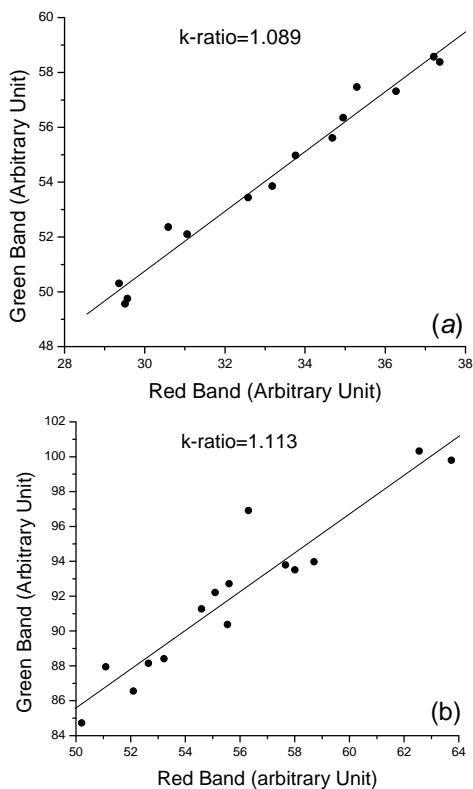 k-ratio=1.089
Green Band (Arbitrary Unit)
60
58
56
54
52
50
48
28 30 32 34 36 38
(a)
Red Band (Arbitrary Unit)
k-ratio=1.113
Green Band (Arbitrary Unit)
102
100
98
96
94
92
90
88
86
84
50 52 54 56 58 60 62 64
(b)
Red Band (arbitrary Unit)